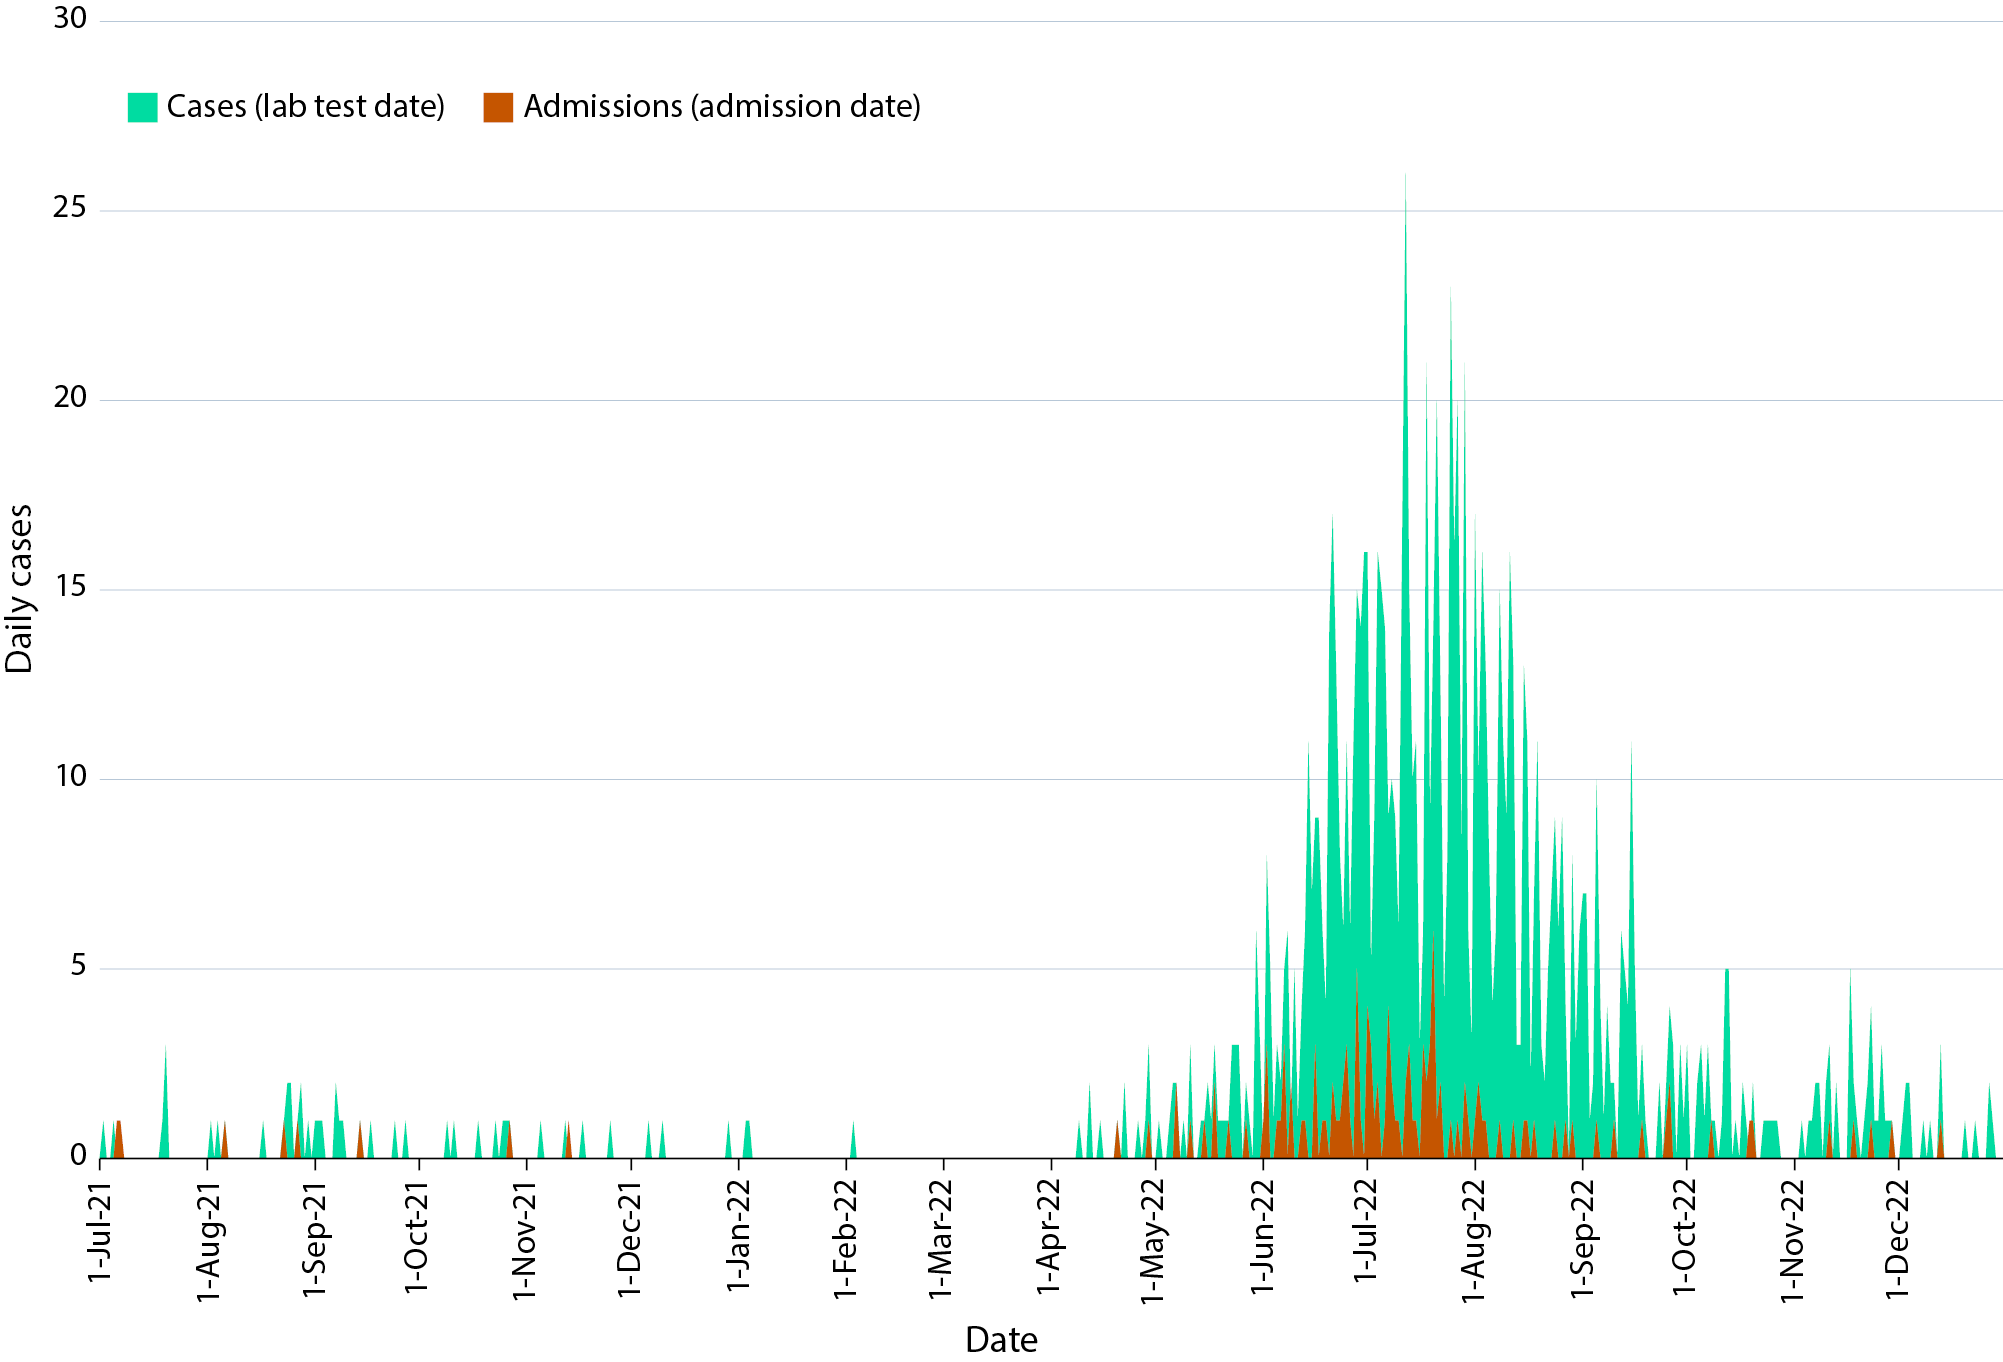 30
Cases (lab test date) Admissions (admission date)
25
20
15
10
5
0
Daily cases
1-Jul-21
1-Aug-21
1-Sep-21
1-Oct-21
1-Nov-21
1-Dec-21
1-Jan-22
1-Feb-22
1-Mar-22
1-Apr-22
1-May-22
1-Jun-22
1-Jul-22
1-Aug-22
1-Sep-22
1-Oct-22
1-Nov-22
1-Dec-22
Date